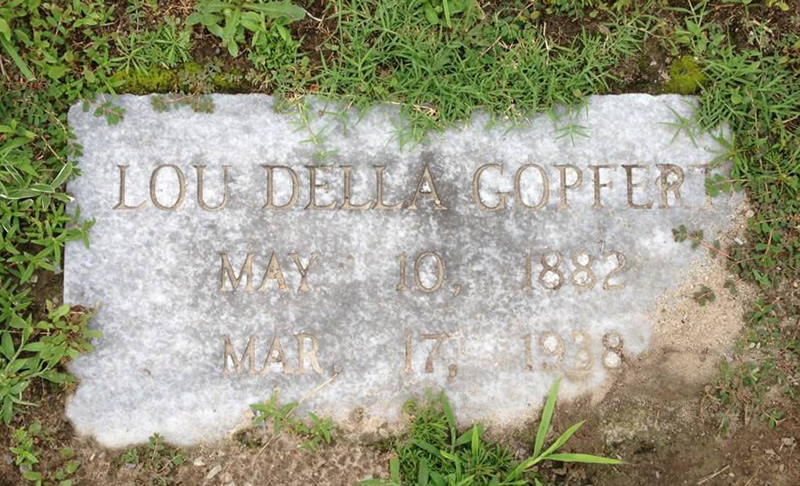 LOU DELLA GOPFERT
MAY 10, 1882
MAR. 17, 1938